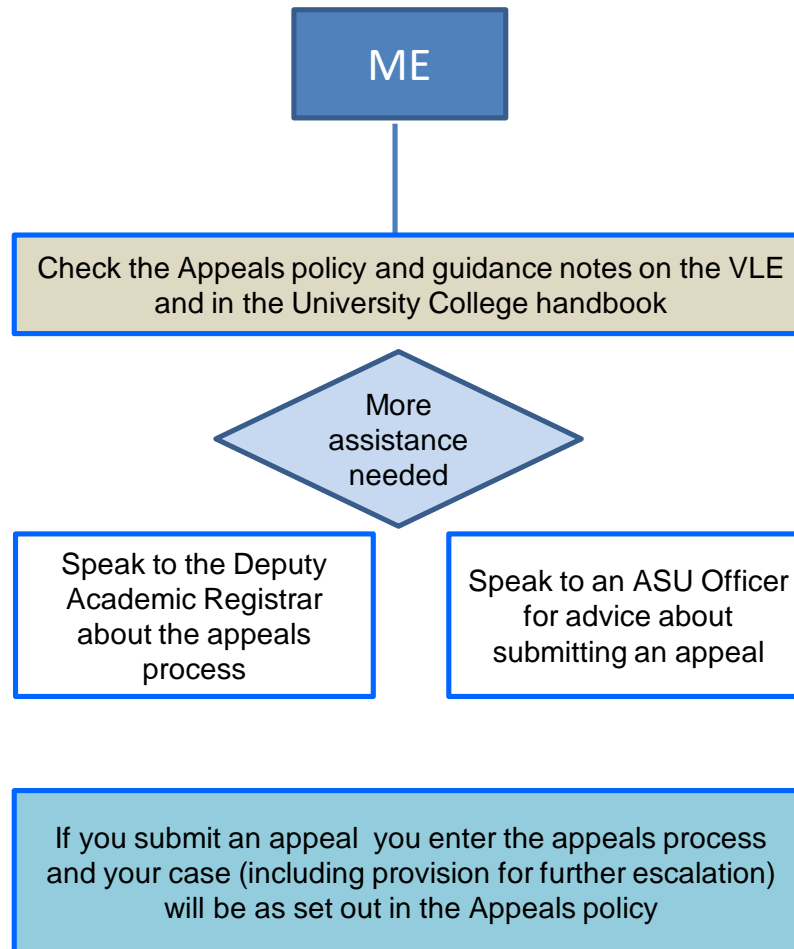 ME
Check the Appeals policy and guidance notes on the VLE
and in the University College handbook
More
assistance
needed
Speak to the Deputy
Academic Registrar
about the appeals
process
Speak to an ASU Officer
for advice about
submitting an appeal
If you submit an appeal  you enter the appeals process
and your case (including provision for further escalation)
will be as set out in the Appeals policy